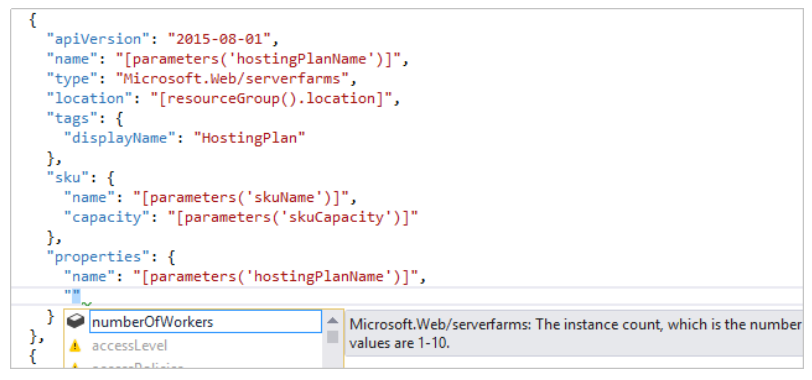 {
"apiVersion": "2015-08-01",
"name": "[parameters('hostingPlanName')]",
"type": "Microsoft.Web/serverfarms",
"location": "[resourceGroup().location]",
"tags": {
"displayName": "HostingPlan"
},
"sku": {
"name": "[parameters('skuName')]",
"capacity": "[parameters('skuCapacity')]"
},
"properties": {
"name": "[parameters('hostingPlanName')]",
""
}
},
{
numberOfWorkers
accessLevel
Microsoft.Web/serverfarms: The instance count, which is the number
values are 1-10.